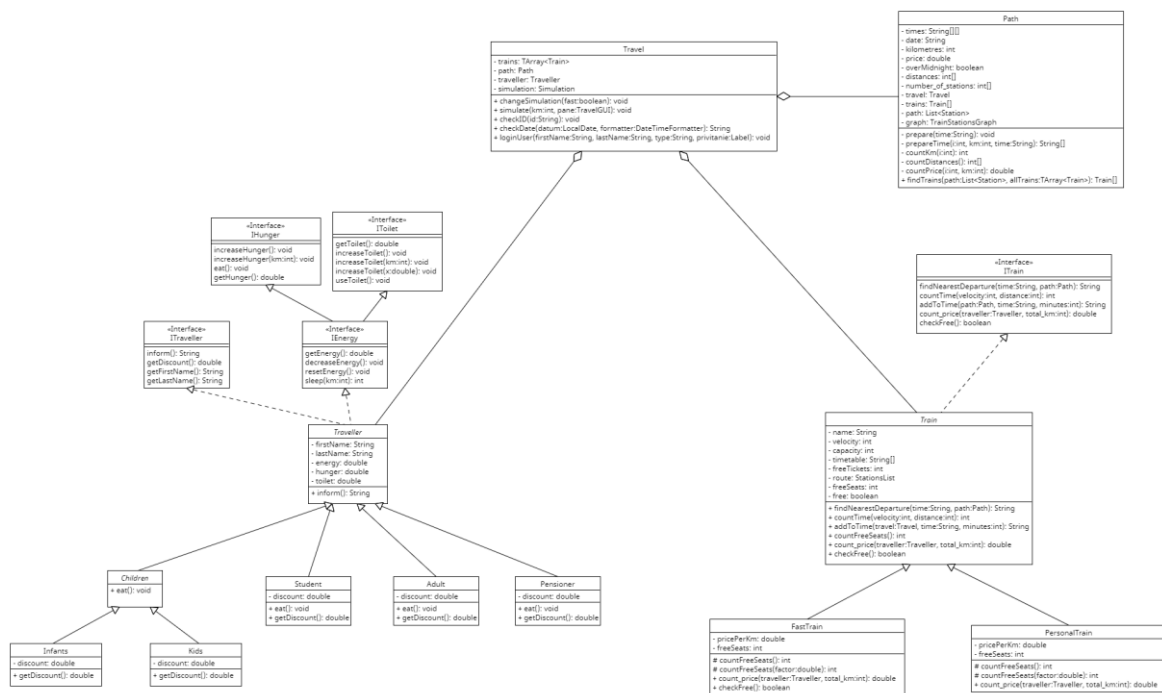 Path
- times: String[][]
- date: String
- kilometres: int
- price: double
- overMidnight: boolean
- distances: int[]
- number_of_stations: int[]
- travel: Travel
- trains: Train[]
- path: List<Station>
- graph: TrainStationsGraph
- prepare(time:String): void
- prepareTime(i:int, km:int, time:String): String[]
- countKm(i:int): int
- countDistances(): int[]
- countPrice(i:int, km:int): double
+ findTrains(path:List<Station>, allTrains:TArray<Train>): Train[]
Travel
- trains: TArray<Train>
- path: Path
- traveller: Traveller
- simulation: Simulation
+ changeSimulation(fast:boolean): void
+ simulate(km:int, pane:TravelGUI): void
+ checkID(id:String): void
+ checkDate(datum:LocalDate, formatter:DateTimeFormatter): String
+ loginUser(firstName:String, lastName:String, type:String, privitanie:Label): void
«Interface»
IHunger
increaseHunger(): void
increaseHunger(km:int): void
eat(): void
getHunger(): double
«Interface»
IToilet
getToilet(): double
increaseToilet(): void
increaseToilet(km:int): void
increaseToilet(x:double): void
useToilet(): void
«Interface»
ITrain
findNearestDeparture(time:String, path:Path): String
countTime(velocity:int, distance:int): int
addToTime(path:Path, time:String, minutes:int): String
count_price(traveller:Traveller, total_km:int): double
checkFree(): boolean
«Interface»
ITraveller
inform(): String
getDiscount(): double
getFirstName(): String
getLastName(): String
«Interface»
IEnergy
getEnergy(): double
decreaseEnergy(): void
resetEnergy(): void
sleep(km:int): int
Traveller
- firstName: String
- lastName: String
- energy: double
- hunger: double
- toilet: double
+ inform(): String
Train
- name: String
- velocity: int
- capacity: int
- timetable: String[]
- freeTickets: int
- route: StationsList
- freeSeats: int
- free: boolean
+ findNearestDeparture(time:String, path:Path): String
+ countTime(velocity:int, distance:int): int
+ addToTime(travel:Travel, time:String, minutes:int): String
+ countFreeSeats(): int
+ count_price(traveller:Traveller, total_km:int): double
+ checkFree(): boolean
Children
+ eat(): void
Student
- discount: double
+ eat(): void
+ getDiscount(): double
Adult
- discount: double
+ eat(): void
+ getDiscount(): double
Pensioner
- discount: double
+ eat(): void
+ getDiscount(): double
Infants
- discount: double
+ getDiscount(): double
Kids
- discount: double
+ getDiscount(): double
FastTrain
- pricePerKm: double
- freeSeats: int
# countFreeSeats(): int
# countFreeSeats(factor:double): int
+ count_price(traveller:Traveller, total_km:int): double
+ checkFree(): boolean
PersonalTrain
- pricePerKm: double
- freeSeats: int
# countFreeSeats(): int
# countFreeSeats(factor:double): int
+ count_price(traveller:Traveller, total_km:int): double